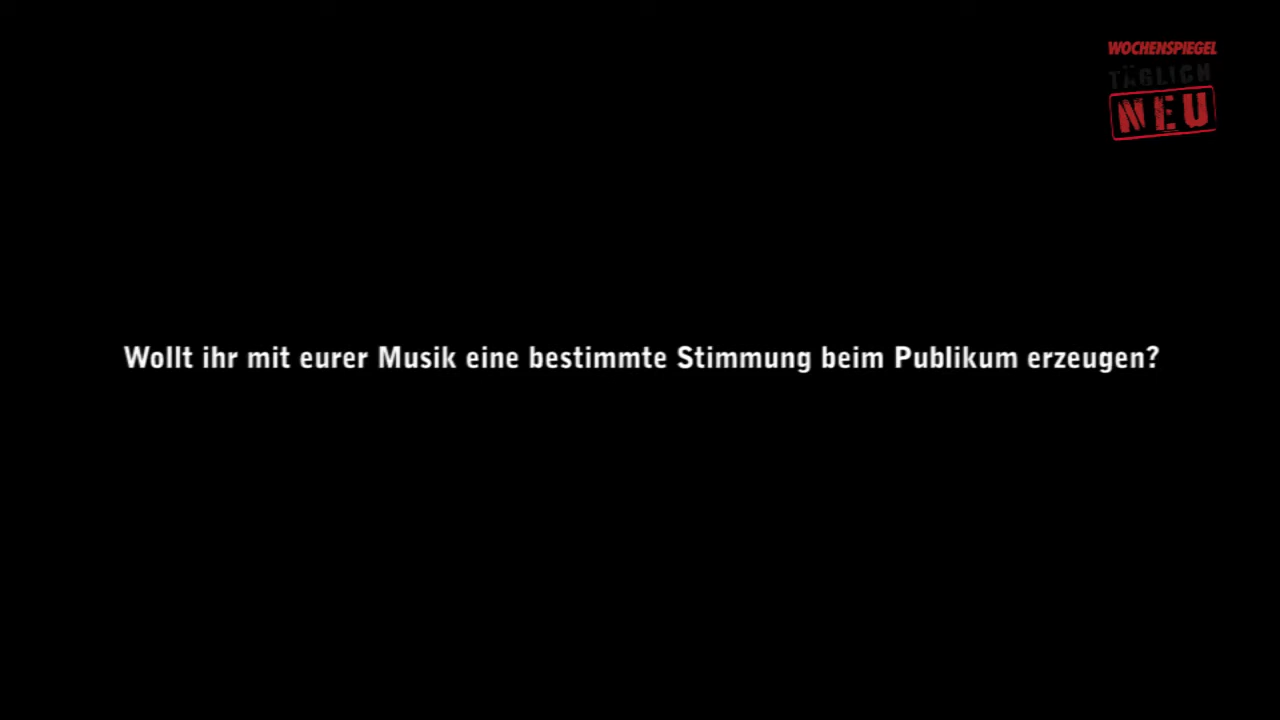 WOCHENSPIEGEL
TÄGLICH
NEU
Wollt ihr mit eurer Musik eine bestimmte Stimmung beim Publikum erzeugen?